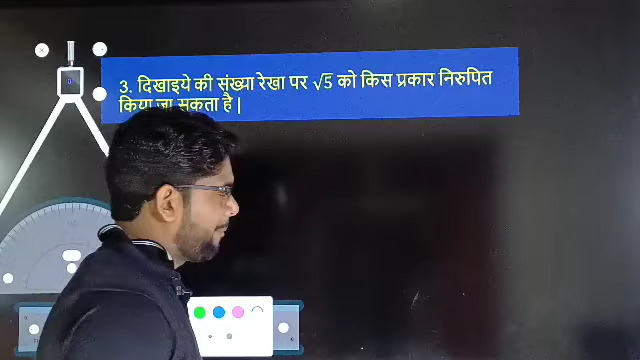 3. दिखाइये की संख्या रेखा पर √5 को किस प्रकार निरुपित
किया जा सकता है |